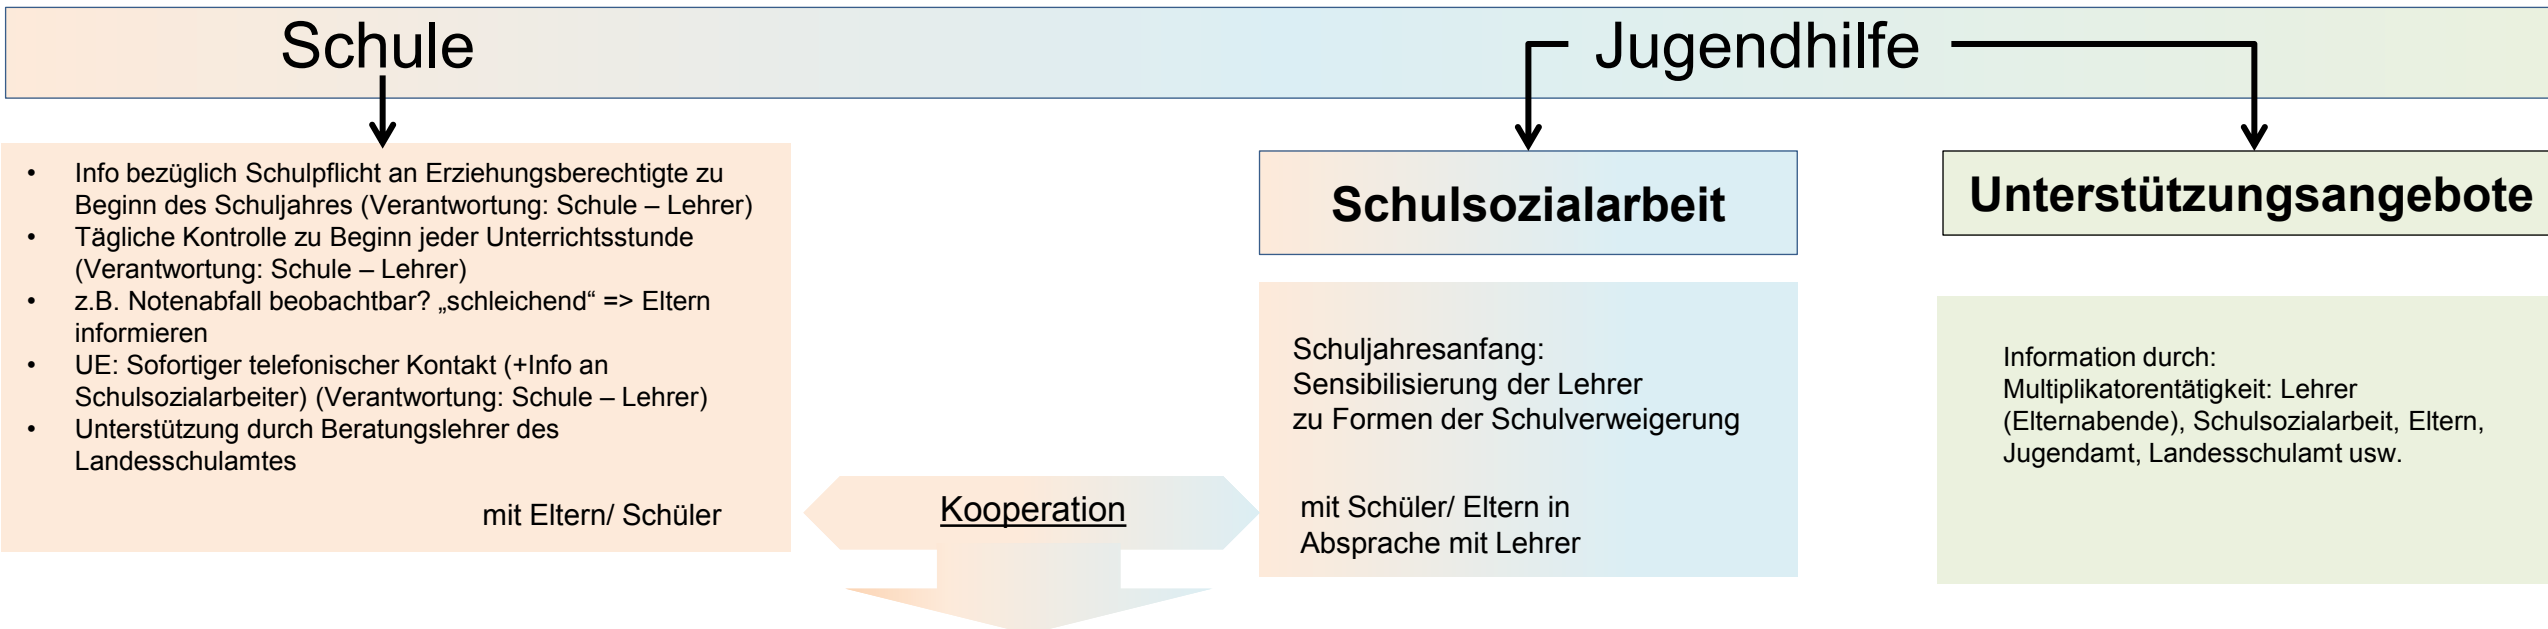 Schule
Jugendhilfe
• Info bezüglich Schulpflicht an Erziehungsberechtigte zu
Beginn des Schuljahres (Verantwortung: Schule – Lehrer)
• Tägliche Kontrolle zu Beginn jeder Unterrichtsstunde
(Verantwortung: Schule – Lehrer)
• z.B. Notenabfall beobachtbar? „schleichend“ => Eltern
informieren
• UE: Sofortiger telefonischer Kontakt (+Info an
Schulsozialarbeiter) (Verantwortung: Schule – Lehrer)
• Unterstützung durch Beratungslehrer des
Landesschulamtes
mit Eltern/ Schüler
Kooperation
Schulsozialarbeit
Schuljahresanfang:
Sensibilisierung der Lehrer
zu Formen der Schulverweigerung
mit Schüler/ Eltern in
Absprache mit Lehrer
Unterstützungsangebote
Information durch:
Multiplikatorentätigkeit: Lehrer
(Elternabende), Schulsozialarbeit, Eltern,
Jugendamt, Landesschulamt usw.